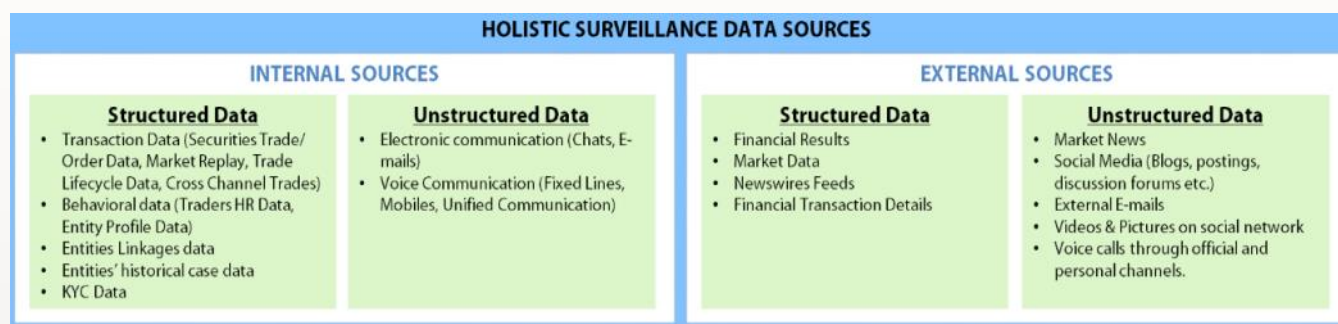 HOLISTIC SURVEILLANCE DATA SOURCES
INTERNAL SOURCES
Structured Data
• Transaction Data (Securities Trade/
Order Data, Market Replay, Trade
Lifecycle Data, Cross Channel Trades)
• Behavioral data (Traders HR Data,
Entity Profile Data)
• Entities Linkages data
• Entities’ historical case data
• KYC Data
Unstructured Data
• Electronic communication (Chats, E-
mails)
• Voice Communication (Fixed Lines,
Mobiles, Unified Communication)
EXTERNAL SOURCES
Structured Data
• Financial Results
• Market Data
• Newswires Feeds
• Financial Transaction Details
Unstructured Data
• Market News
• Social Media (Blogs, postings,
discussion forums etc.)
• External E-mails
• Videos & Pictures on social network
• Voice calls through official and
personal channels.